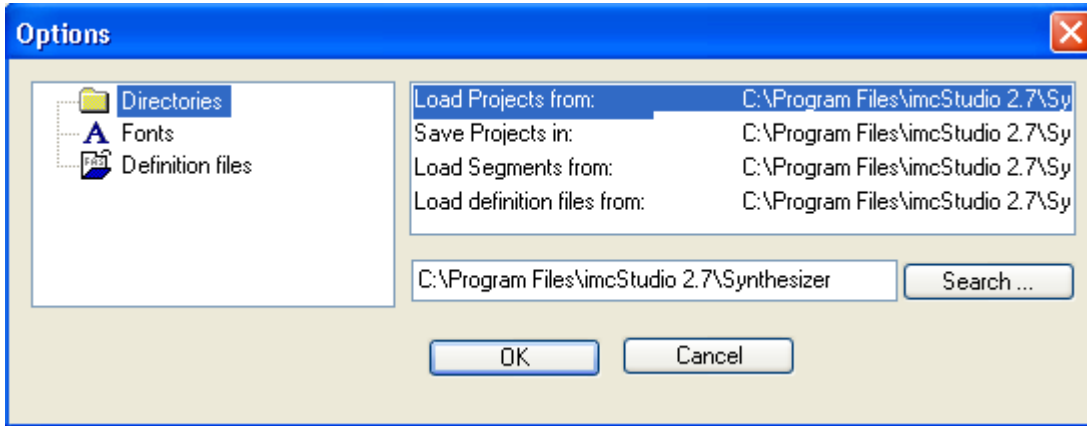 Options
Directories
Fonts
Definition files
Load Projects from: C:\Program Files\imcStudio 2.7\Sy
Save Projects in: C:\Program Files\imcStudio 2.7\Sy
Load Segments from: C:\Program Files\imcStudio 2.7\Sy
Load definition files from: C:\Program Files\imcStudio 2.7\Sy
C:\Program Files\imcStudio 2.7\Synthesizer
Search ...
OK
Cancel